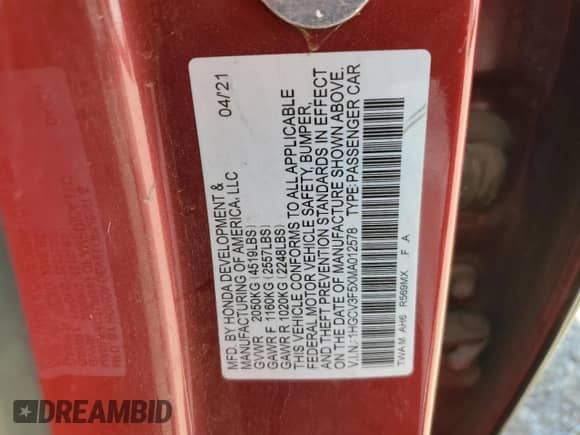 04/21
MFD. BY HONDA DEVELOPMENT &
MANUFACTURING OF AMERICA, LLC
GVWR 2050KG (4519LBS)
GAWR F 1160KG (2557LBS)
GAWR R 1020KG (2248LBS)
THIS VEHICLE CONFORMS TO ALL APPLICABLE
FEDERAL MOTOR VEHICLE SAFETY, BUMPER,
AND THEFT PREVENTION STANDARDS IN EFFECT
ON THE DATE OF MANUFACTURE SHOWN ABOVE.
V.I.N.: 1HGCV3F5XMA012578 TYPE: PASSENGER CAR
TWAM AH6 R569MX F A
DREAMBID